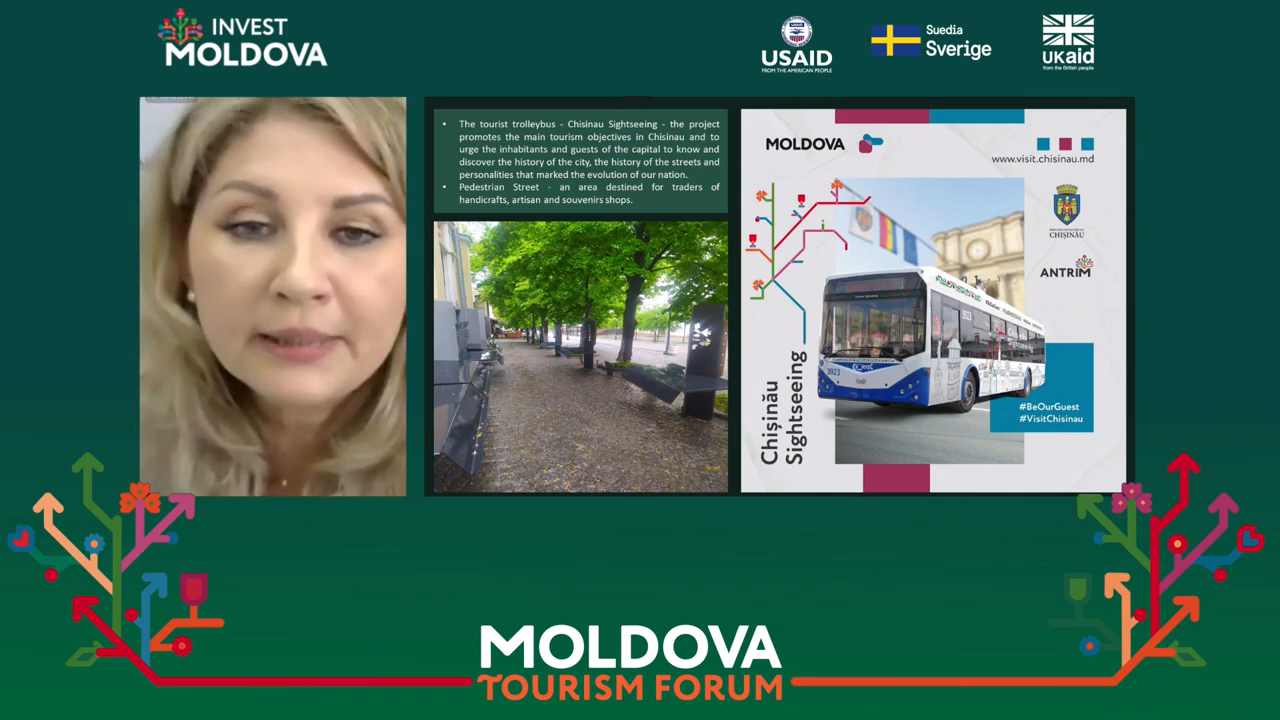 INVEST
MOLDOVA
USAID
FROM THE AMERICAN PEOPLE
Suedia
Sverige
UKaid
from the British people
• The tourist trolleybus - Chisinau Sightseeing - the project
promotes the main tourism objectives in Chisinau and to
urge the inhabitants and guests of the capital to know and
discover the history of the city, the history of the streets and
personalities that marked the evolution of our nation.
• Pedestrian Street - an area destined for traders of
handicrafts, artisan and souvenirs shops.
MOLDOVA
www.visit.chisinau.md
CHIȘINĂU
ANTRIM
3923
Chișinău
Sightseeing
#BeOurGuest
#VisitChisinau
MOLDOVA
TOURISM FORUM